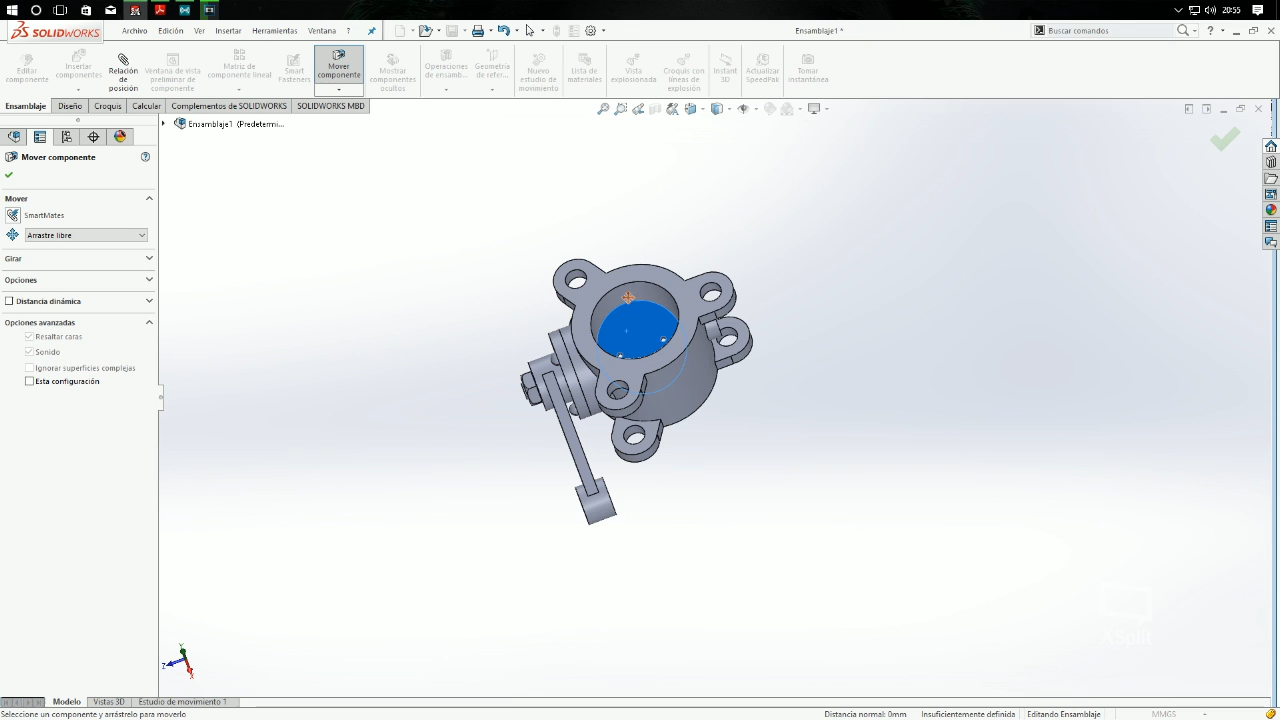 20:55
SOLIDWORKS
Archivo Edición Ver Insertar Herramientas Ventana ?
Ensamblaje1 *
Buscar comandos
Editar componente
Insertar componentes
Relación de posición
Ventana de vista preliminar de componente
Matriz de componente lineal
Smart Fasteners
Mover componente
Mostrar componentes ocultos
Operaciones de ensamb...
Geometría de refer...
Nuevo estudio de movimiento
Lista de materiales
Vista explosionada
Croquis con líneas de explosión
Instant 3D
Actualizar SpeedPak
Tomar instantánea
Ensamblaje Diseño Croquis Calcular Complementos de SOLIDWORKS SOLIDWORKS MBD
Ensamblaje1 (Predetermi...
Mover componente
Mover
SmartMates
Arrastre libre
Girar
Opciones
Distancia dinámica
Opciones avanzadas
Resaltar caras
Sonido
Ignorar superficies complejas
Esta configuración
XSplit
Y
Z
X
Modelo Vistas 3D Estudio de movimiento 1
Seleccione un componente y arrástrelo para moverlo
Distancia normal: 0mm Insuficientemente definida Editando Ensamblaje MMGS -